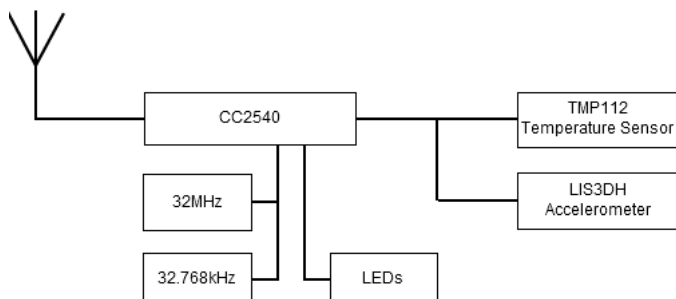 CC2540
TMP112
Temperature Sensor
32MHz
LIS3DH
Accelerometer
32.768kHz
LEDs